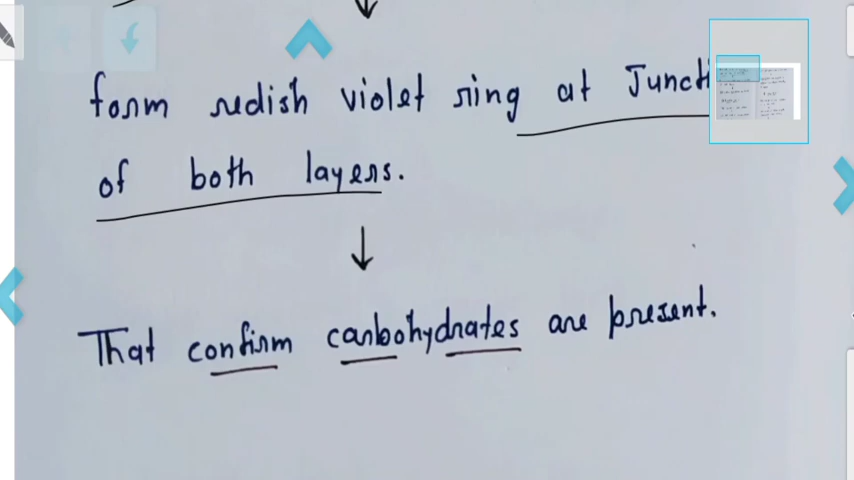 form redish violet ring at Juncti
of both layers.
That confirm carbohydrates are present.